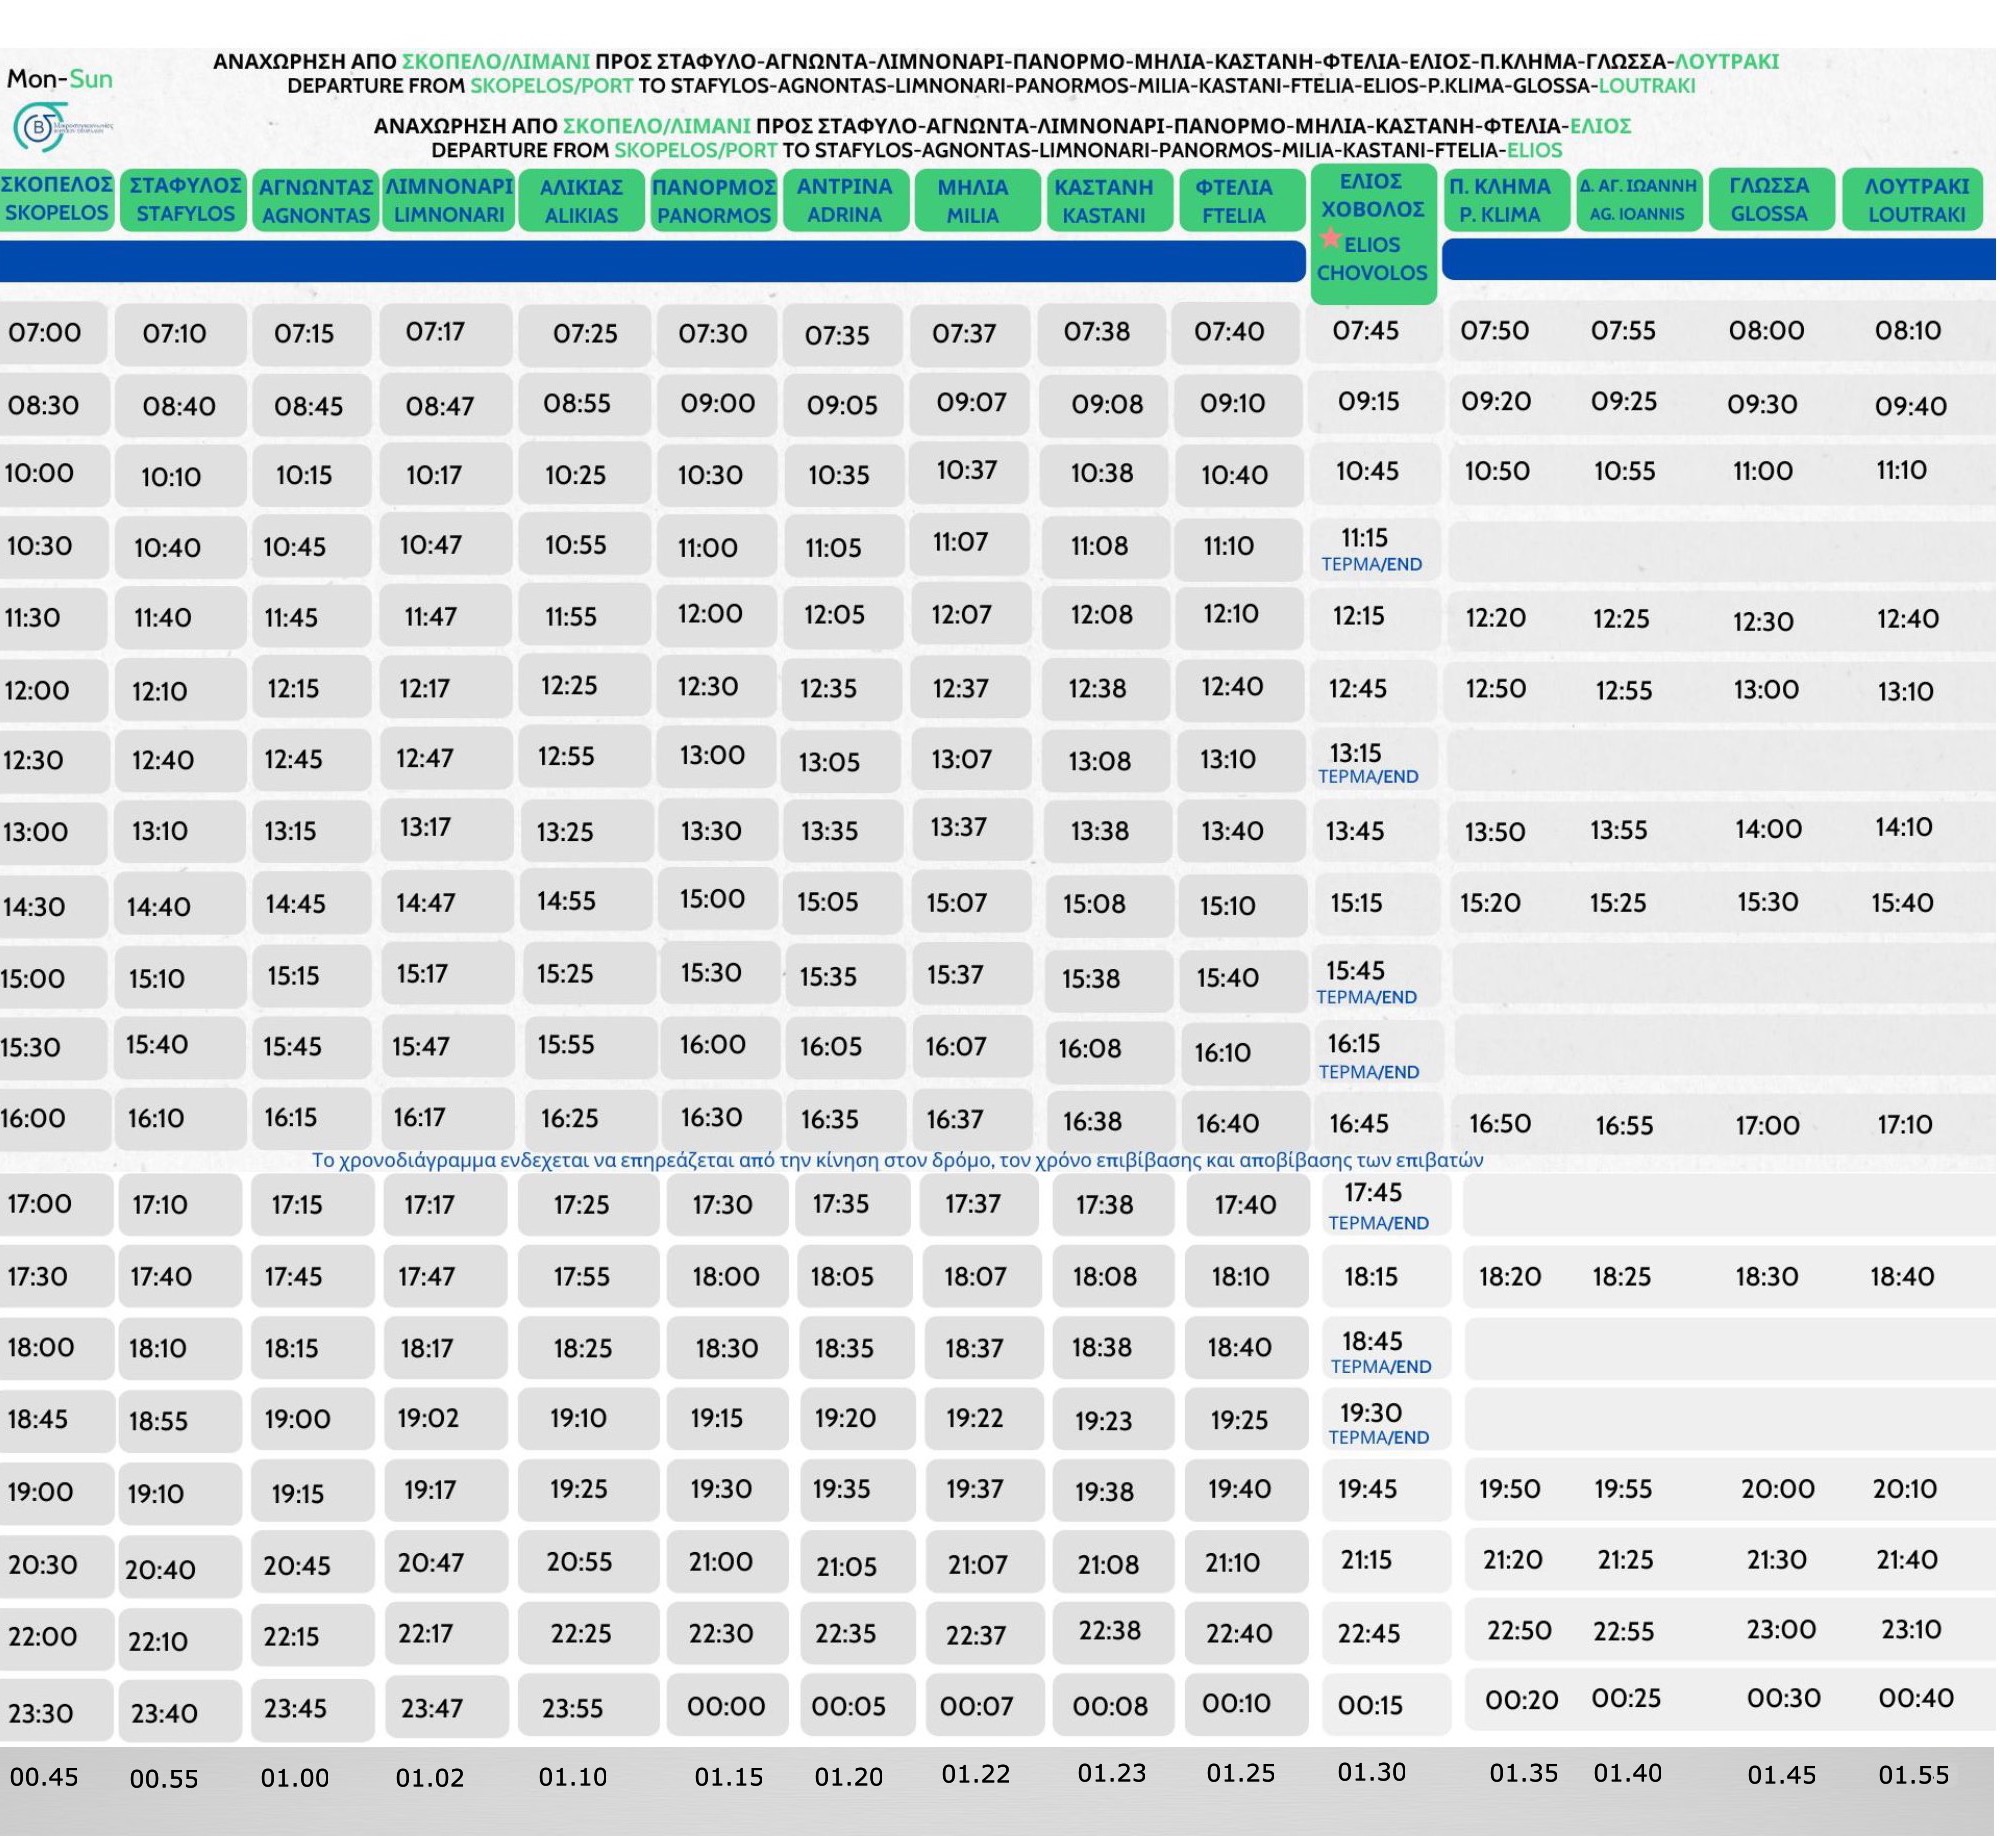 ΑΝΑΧΩΡΗΣΗ ΑΠΟ ΣΚΟΠΕΛΟ/ΛΙΜΑΝΙ ΠΡΟΣ ΣΤΑΦΥΛΟ-ΑΓΝΩΝΤΑ-ΛΙΜΝΟΝΑΡΙ-ΠΑΝΟΡΜΟ-ΜΗΛΙΑ-ΚΑΣΤΑΝΗ-ΦΤΕΛΙΑ-ΕΛΙΟΣ-Π.ΚΛΗΜΑ-ΓΛΩΣΣΑ-ΛΟΥΤΡΑΚΙ
Mon-Sun
DEPARTURE FROM SKOPELOS/PORT TO STAFYLOS-AGNONTAS-LIMNONARI-PANORMOS-MILIA-KASTANI-FTELIA-ELIOS-P.KLIMA-GLOSSA-LOUTRAKI
ΑΝΑΧΩΡΗΣΗ ΑΠΟ ΣΚΟΠΕΛΟ/ΛΙΜΑΝΙ ΠΡΟΣ ΣΤΑΦΥΛΟ-ΑΓΝΩΝΤΑ-ΛΙΜΝΟΝΑΡΙ-ΠΑΝΟΡΜΟ-ΜΗΛΙΑ-ΚΑΣΤΑΝΗ-ΦΤΕΛΙΑ-ΕΛΙΟΣ
DEPARTURE FROM SKOPELOS/PORT TO STAFYLOS-AGNONTAS-LIMNONARI-PANORMOS-MILIA-KASTANI-FTELIA-ELIOS
ΣΚΟΠΕΛΟΣ ΣΤΑΦΥΛΟΣ ΑΓΝΩΝΤΑΣ ΛΙΜΝΟΝΑΡΙ ΑΛΙΚΙΑΣ ΠΑΝΟΡΜΟΣ ΑΝΤΡΙΝΑ ΜΗΛΙΑ ΚΑΣΤΑΝΗ ΦΤΕΛΙΑ ΕΛΙΟΣ ΧΟΒΟΛΟΣ Π. ΚΛΗΜΑ Δ. ΑΓ. ΙΩΑΝΝΗ ΓΛΩΣΣΑ ΛΟΥΤΡΑΚΙ
SKOPELOS STAFYLOS AGNONTAS LIMNONARI ALIKIAS PANORMOS ADRINA MILIA KASTANI FTELIA ELIOS CHOVOLOS P. KLIMA AG. IOANNIS GLOSSA LOUTRAKI
07:00 07:10 07:15 07:17 07:25 07:30 07:35 07:37 07:38 07:40 07:45 07:50 07:55 08:00 08:10
08:30 08:40 08:45 08:47 08:55 09:00 09:05 09:07 09:08 09:10 09:15 09:20 09:25 09:30 09:40
10:00 10:10 10:15 10:17 10:25 10:30 10:35 10:37 10:38 10:40 10:45 10:50 10:55 11:00 11:10
10:30 10:40 10:45 10:47 10:55 11:00 11:05 11:07 11:08 11:10 11:15
ΤΕΡΜΑ/END
11:30 11:40 11:45 11:47 11:55 12:00 12:05 12:07 12:08 12:10 12:15 12:20 12:25 12:30 12:40
12:00 12:10 12:15 12:17 12:25 12:30 12:35 12:37 12:38 12:40 12:45 12:50 12:55 13:00 13:10
12:30 12:40 12:45 12:47 12:55 13:00 13:05 13:07 13:08 13:10 13:15
ΤΕΡΜΑ/END
13:00 13:10 13:15 13:17 13:25 13:30 13:35 13:37 13:38 13:40 13:45 13:50 13:55 14:00 14:10
14:30 14:40 14:45 14:47 14:55 15:00 15:05 15:07 15:08 15:10 15:15 15:20 15:25 15:30 15:40
15:00 15:10 15:15 15:17 15:25 15:30 15:35 15:37 15:38 15:40 15:45
ΤΕΡΜΑ/END
15:30 15:40 15:45 15:47 15:55 16:00 16:05 16:07 16:08 16:10 16:15
ΤΕΡΜΑ/END
16:00 16:10 16:15 16:17 16:25 16:30 16:35 16:37 16:38 16:40 16:45 16:50 16:55 17:00 17:10
Το χρονοδιάγραμμα ενδεχεται να επηρεάζεται από την κίνηση στον δρόμο, τον χρόνο επιβίβασης και αποβίβασης των επιβατών
17:00 17:10 17:15 17:17 17:25 17:30 17:35 17:37 17:38 17:40 17:45
ΤΕΡΜΑ/END
17:30 17:40 17:45 17:47 17:55 18:00 18:05 18:07 18:08 18:10 18:15 18:20 18:25 18:30 18:40
18:00 18:10 18:15 18:17 18:25 18:30 18:35 18:37 18:38 18:40 18:45
ΤΕΡΜΑ/END
18:45 18:55 19:00 19:02 19:10 19:15 19:20 19:22 19:23 19:25 19:30
ΤΕΡΜΑ/END
19:00 19:10 19:15 19:17 19:25 19:30 19:35 19:37 19:38 19:40 19:45 19:50 19:55 20:00 20:10
20:30 20:40 20:45 20:47 20:55 21:00 21:05 21:07 21:08 21:10 21:15 21:20 21:25 21:30 21:40
22:00 22:10 22:15 22:17 22:25 22:30 22:35 22:37 22:38 22:40 22:45 22:50 22:55 23:00 23:10
23:30 23:40 23:45 23:47 23:55 00:00 00:05 00:07 00:08 00:10 00:15 00:20 00:25 00:30 00:40
00.45 00.55 01.00 01.02 01.10 01.15 01.20 01.22 01.23 01.25 01.30 01.35 01.40 01.45 01.55